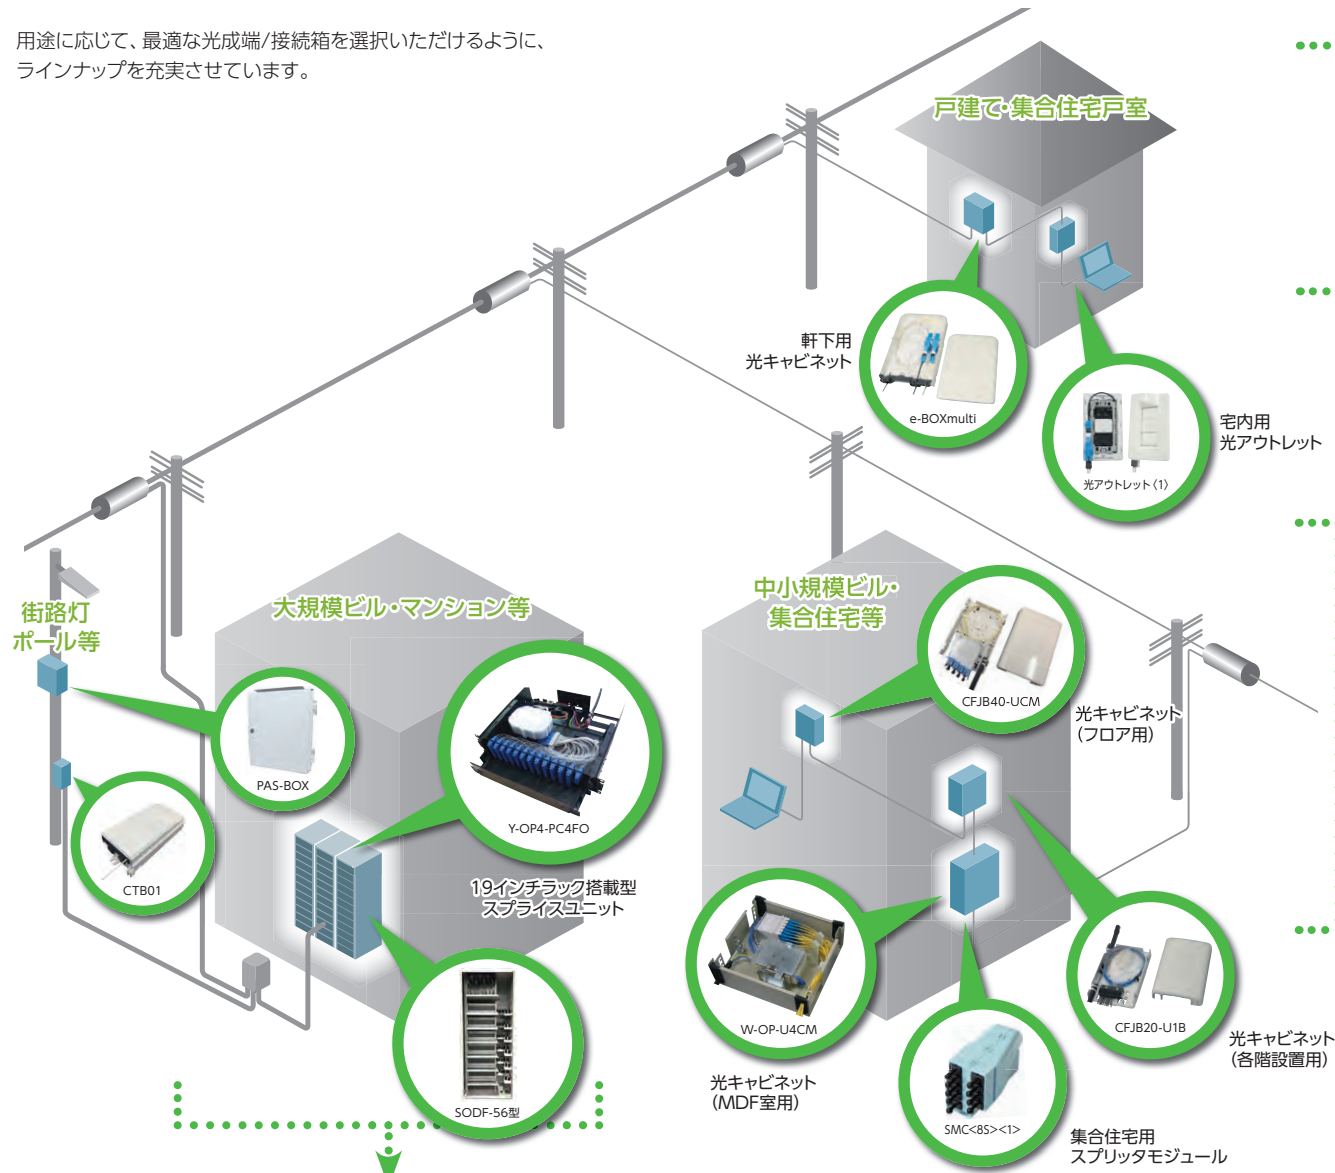 用途に応じて、最適な光成端/接続箱を選択いただけるように、
ラインナップを充実させています。
戸建て・集合住宅戸室
軒下用
光キャビネット
e-BOXmulti
宅内用
光アウトレット
光アウトレット〈1〉
街路灯
ポール等
大規模ビル・マンション等
中小規模ビル・
集合住宅等
CFJB40-UCM
光キャビネット
(フロア用)
PAS-BOX
Y-OP4-PC4FO
CTB01
19インチラック搭載型
スプライスユニット
W-OP-U4CM
CFJB20-U1B
光キャビネット
(各階設置用)
光キャビネット
(MDF室用)
SODF-56型
SMC<8S><1>
集合住宅用
スプリッタモジュール